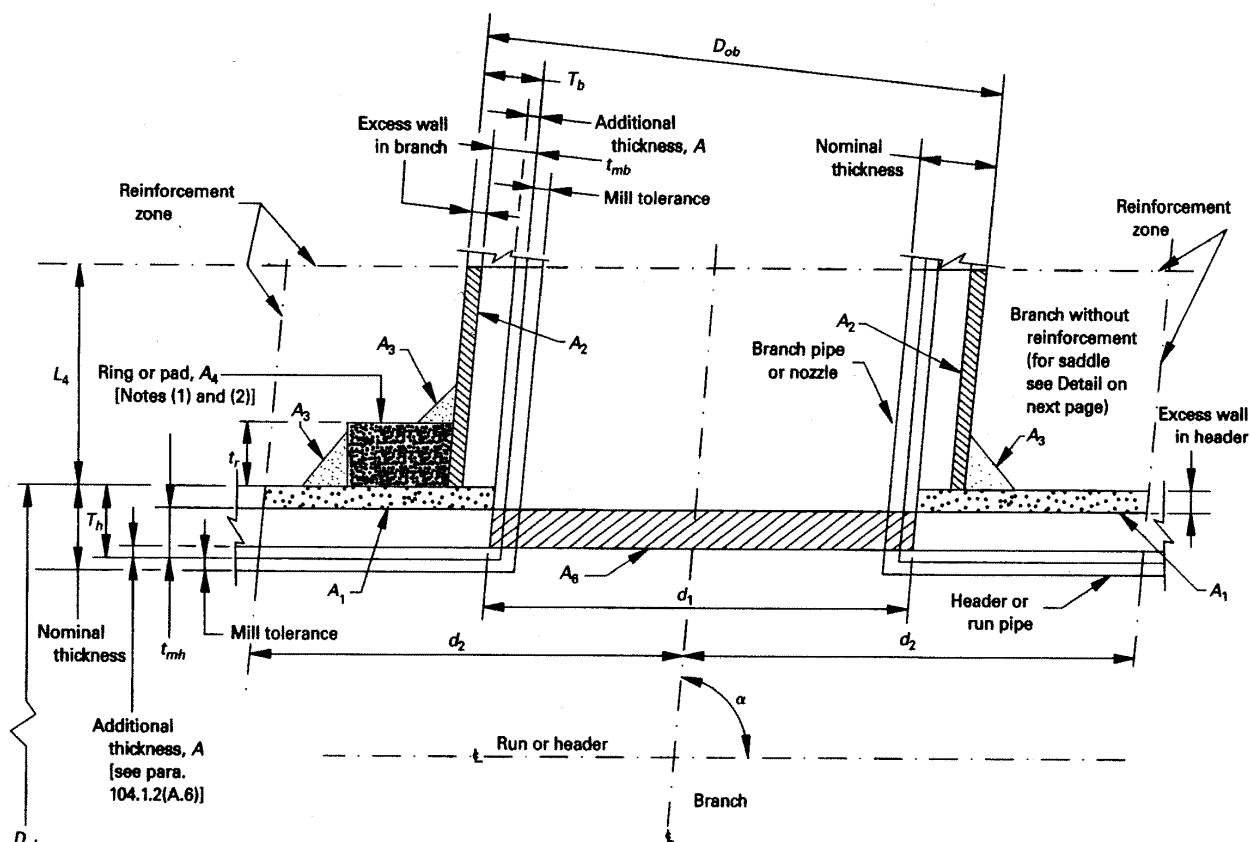 D_ob
T_b
Additional
thickness, A
Excess wall
in branch
t_mb
Mill tolerance
Nominal
thickness
Reinforcement
zone
Reinforcement
zone
A_2
A_3
A_2
Branch without
reinforcement
(for saddle
see Detail on
next page)
Branch pipe
or nozzle
L_4
Ring or pad, A_4
[Notes (1) and (2)]
A_3
A_3
Excess wall
in header
t_r
T_h
A_1
A_6
A_1
d_1
Header or
run pipe
Nominal
thickness
t_mh
Mill tolerance
d_2
d_2
α
Additional
thickness, A
[see para.
104.1.2(A.6)]
Run or header
℄
Branch
℄